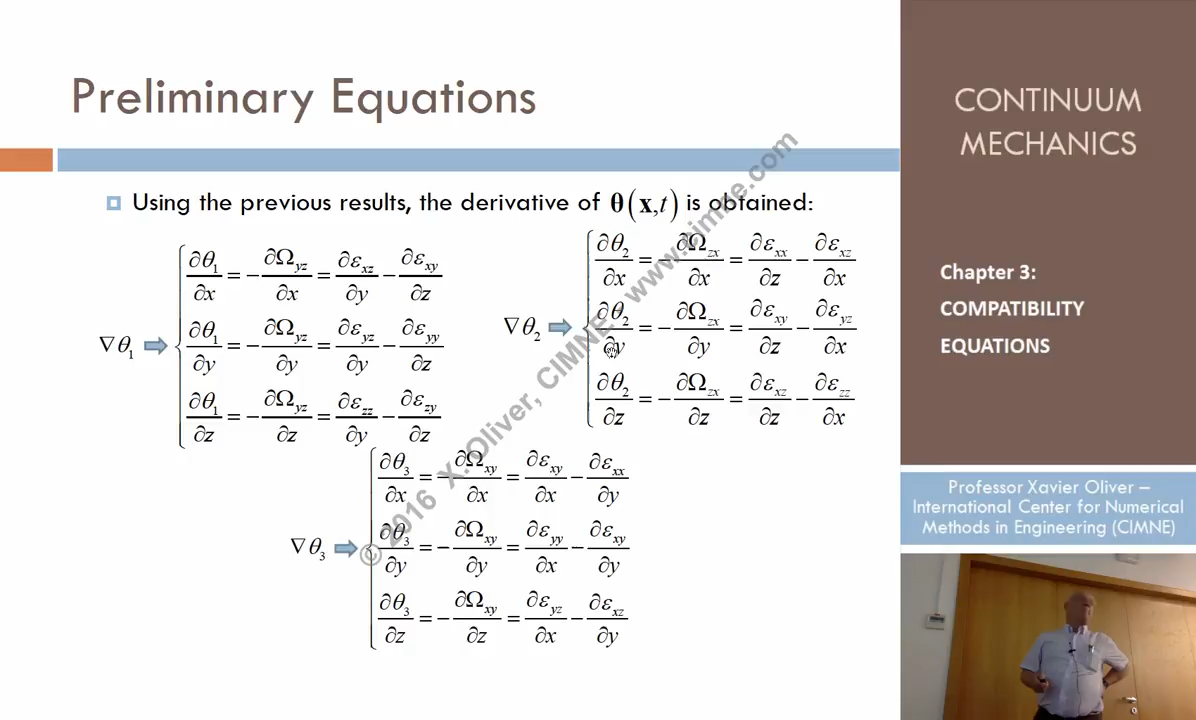 Preliminary Equations
Using the previous results, the derivative of θ(x,t) is obtained:
∇θ₁ ⇒ { ∂θ₁/∂x = −∂Ω_yz/∂x = ∂ε_xz/∂y − ∂ε_xy/∂z
∂θ₁/∂y = −∂Ω_yz/∂y = ∂ε_yz/∂y − ∂ε_yy/∂z
∂θ₁/∂z = −∂Ω_yz/∂z = ∂ε_zz/∂y − ∂ε_zy/∂z
∇θ₂ ⇒ { ∂θ₂/∂x = −∂Ω_zx/∂x = ∂ε_xx/∂z − ∂ε_xz/∂x
∂θ₂/∂y = −∂Ω_zx/∂y = ∂ε_xy/∂z − ∂ε_yz/∂x
∂θ₂/∂z = −∂Ω_zx/∂z = ∂ε_xz/∂z − ∂ε_zz/∂x
∇θ₃ ⇒ { ∂θ₃/∂x = −∂Ω_xy/∂x = ∂ε_xy/∂x − ∂ε_xx/∂y
∂θ₃/∂y = −∂Ω_xy/∂y = ∂ε_yy/∂x − ∂ε_xy/∂y
∂θ₃/∂z = −∂Ω_xy/∂z = ∂ε_yz/∂x − ∂ε_xz/∂y
© 2016 X. Oliver, CIMNE www.cimne.com
CONTINUUM
MECHANICS
Chapter 3:
COMPATIBILITY
EQUATIONS
Professor Xavier Oliver –
International Center for Numerical
Methods in Engineering (CIMNE)